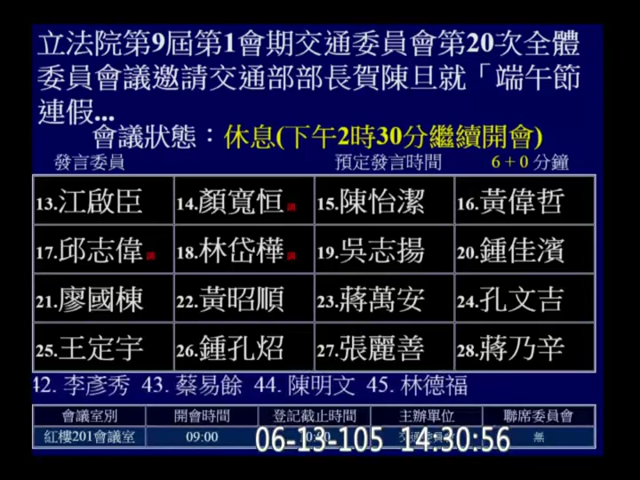 立法院第9屆第1會期交通委員會第20次全體
委員會議邀請交通部部長賀陳旦就「端午節
連假...
會議狀態：休息(下午2時30分繼續開會)
發言委員 預定發言時間 6+0分鐘
13.江啟臣 14.顏寬恒 15.陳怡潔 16.黃偉哲
17.邱志偉 18.林岱樺 19.吳志揚 20.鍾佳濱
21.廖國棟 22.黃昭順 23.蔣萬安 24.孔文吉
25.王定宇 26.鍾孔炤 27.張麗善 28.蔣乃辛
42. 李彥秀 43. 蔡易餘 44. 陳明文 45. 林德福
會議室別 開會時間 登記截止時間 主辦單位 聯席委員會
紅樓201會議室 09:00 無
06-13-105 14:30:56